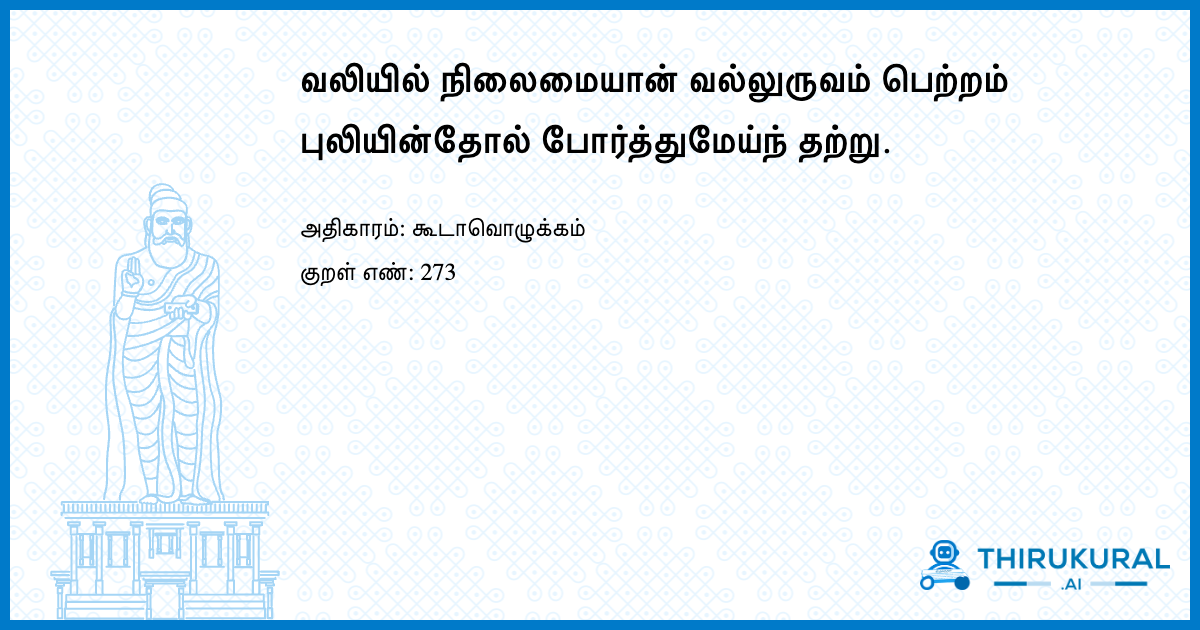 வலியில் நிலைமையான் வல்லுருவம் பெற்றம்
புலியின்தோல் போர்த்துமேய்ந் தற்று.
அதிகாரம்: கூடாவொழுக்கம்
குறள் எண்: 273
THIRUKURAL
.AI